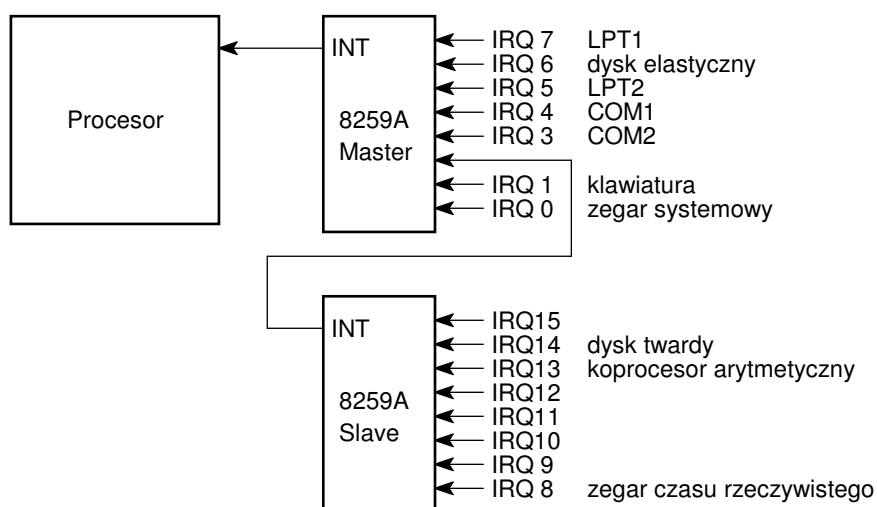 INT
IRQ 7 LPT1
IRQ 6 dysk elastyczny
IRQ 5 LPT2
Procesor
8259A
Master
IRQ 4 COM1
IRQ 3 COM2
IRQ 1 klawiatura
IRQ 0 zegar systemowy
INT
IRQ15
IRQ14 dysk twardy
IRQ13 koprocesor arytmetyczny
8259A
Slave
IRQ12
IRQ11
IRQ10
IRQ 9
IRQ 8 zegar czasu rzeczywistego